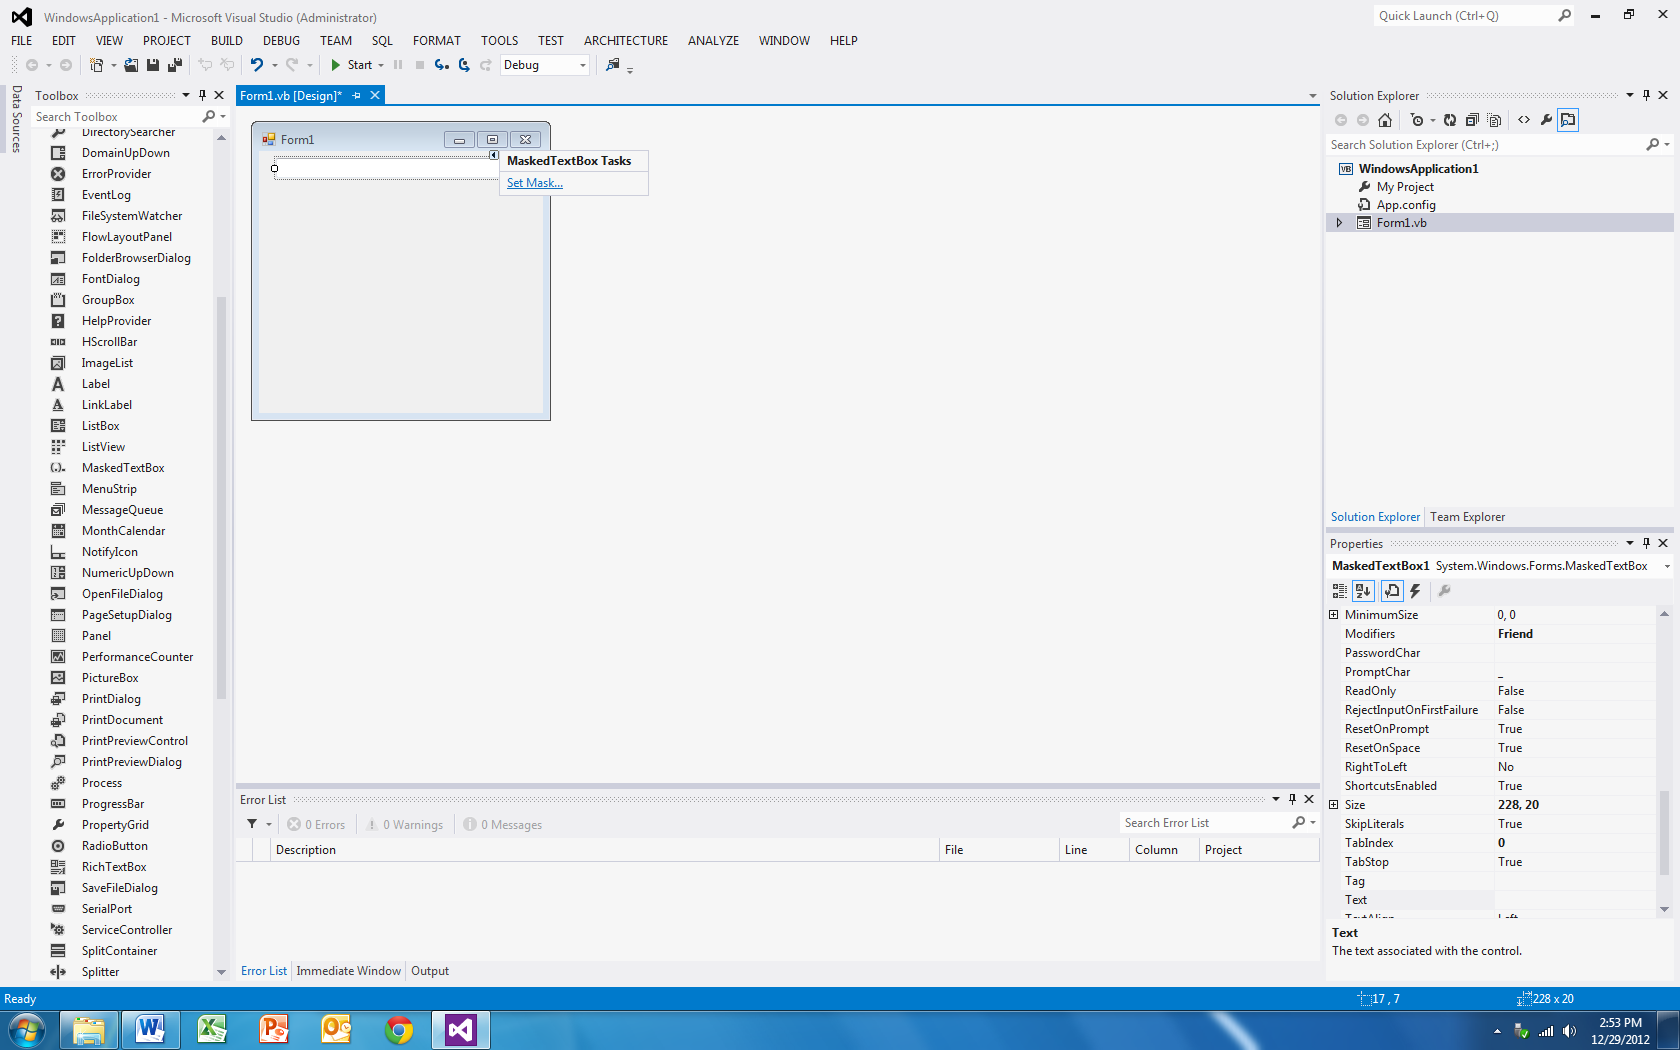 WindowsApplication1 - Microsoft Visual Studio (Administrator)
Quick Launch (Ctrl+Q)
FILE EDIT VIEW PROJECT BUILD DEBUG TEAM SQL FORMAT TOOLS TEST ARCHITECTURE ANALYZE WINDOW HELP
Start Debug
Data Sources
Toolbox
Search Toolbox
DirectorySearcher
DomainUpDown
ErrorProvider
EventLog
FileSystemWatcher
FlowLayoutPanel
FolderBrowserDialog
FontDialog
GroupBox
HelpProvider
HScrollBar
ImageList
Label
LinkLabel
ListBox
ListView
MaskedTextBox
MenuStrip
MessageQueue
MonthCalendar
NotifyIcon
NumericUpDown
OpenFileDialog
PageSetupDialog
Panel
PerformanceCounter
PictureBox
PrintDialog
PrintDocument
PrintPreviewControl
PrintPreviewDialog
Process
ProgressBar
PropertyGrid
RadioButton
RichTextBox
SaveFileDialog
SerialPort
ServiceController
SplitContainer
Splitter
Form1.vb [Design]*
Form1
MaskedTextBox Tasks
Set Mask...
Error List
0 Errors 0 Warnings 0 Messages
Search Error List
Description File Line Column Project
Error List Immediate Window Output
Solution Explorer
Search Solution Explorer (Ctrl+;)
VB WindowsApplication1
My Project
App.config
Form1.vb
Solution Explorer Team Explorer
Properties
MaskedTextBox1 System.Windows.Forms.MaskedTextBox
MinimumSize 0, 0
Modifiers Friend
PasswordChar
PromptChar _
ReadOnly False
RejectInputOnFirstFailure False
ResetOnPrompt True
ResetOnSpace True
RightToLeft No
ShortcutsEnabled True
Size 228, 20
SkipLiterals True
TabIndex 0
TabStop True
Tag
Text
TextAlign Left
Text
The text associated with the control.
Ready 17 , 7 228 x 20
2:53 PM
12/29/2012